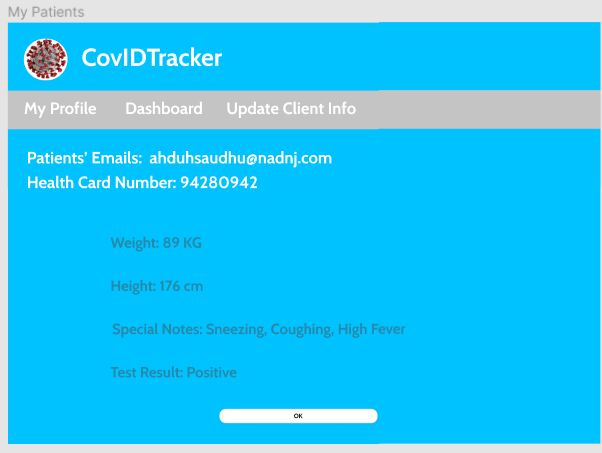 My Patients
CovIDTracker
My Profile Dashboard Update Client Info
Patients' Emails: ahduhsaudhu@nadnj.com
Health Card Number: 94280942
Weight: 89 KG
Height: 176 cm
Special Notes: Sneezing, Coughing, High Fever
Test Result: Positive
OK